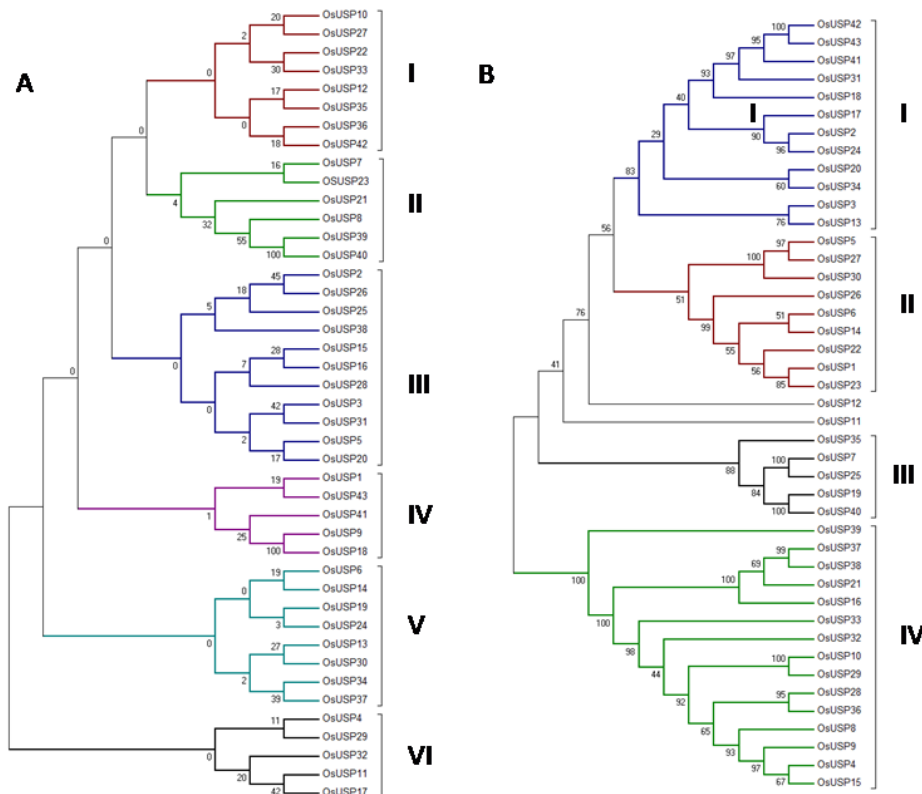 A
OsUSP10
OsUSP27
OsUSP22
OsUSP33
OsUSP12
OsUSP35
OsUSP36
OsUSP42
20
2
30
0
17
0
18
I
0
OsUSP7
OSUSP23
OsUSP21
OsUSP8
OsUSP39
OsUSP40
16
4
32
55
100
II
0
OsUSP2
OsUSP26
OsUSP25
OsUSP38
OsUSP15
OsUSP16
OsUSP28
OsUSP3
OsUSP31
OsUSP5
OsUSP20
45
18
5
0
28
7
0
42
2
17
III
0
OsUSP1
OsUSP43
OsUSP41
OsUSP9
OsUSP18
19
1
25
100
IV
OsUSP6
OsUSP14
OsUSP19
OsUSP24
OsUSP13
OsUSP30
OsUSP34
OsUSP37
19
0
3
0
27
2
39
V
OsUSP4
OsUSP29
OsUSP32
OsUSP11
OsUSP17
11
0
20
42
VI
B
OsUSP42
OsUSP43
OsUSP41
OsUSP31
OsUSP18
OsUSP17
OsUSP2
OsUSP24
OsUSP20
OsUSP34
OsUSP3
OsUSP13
100
95
97
93
40
I
90
96
29
60
83
76
I
56
OsUSP5
OsUSP27
OsUSP30
OsUSP26
OsUSP6
OsUSP14
OsUSP22
OsUSP1
OsUSP23
97
100
51
99
51
55
56
85
II
76
OsUSP12
41
OsUSP11
OsUSP35
OsUSP7
OsUSP25
OsUSP19
OsUSP40
88
100
84
100
III
OsUSP39
OsUSP37
OsUSP38
OsUSP21
OsUSP16
OsUSP33
OsUSP32
OsUSP10
OsUSP29
OsUSP28
OsUSP36
OsUSP8
OsUSP9
OsUSP4
OsUSP15
100
99
69
100
100
98
44
100
92
95
65
93
97
67
IV